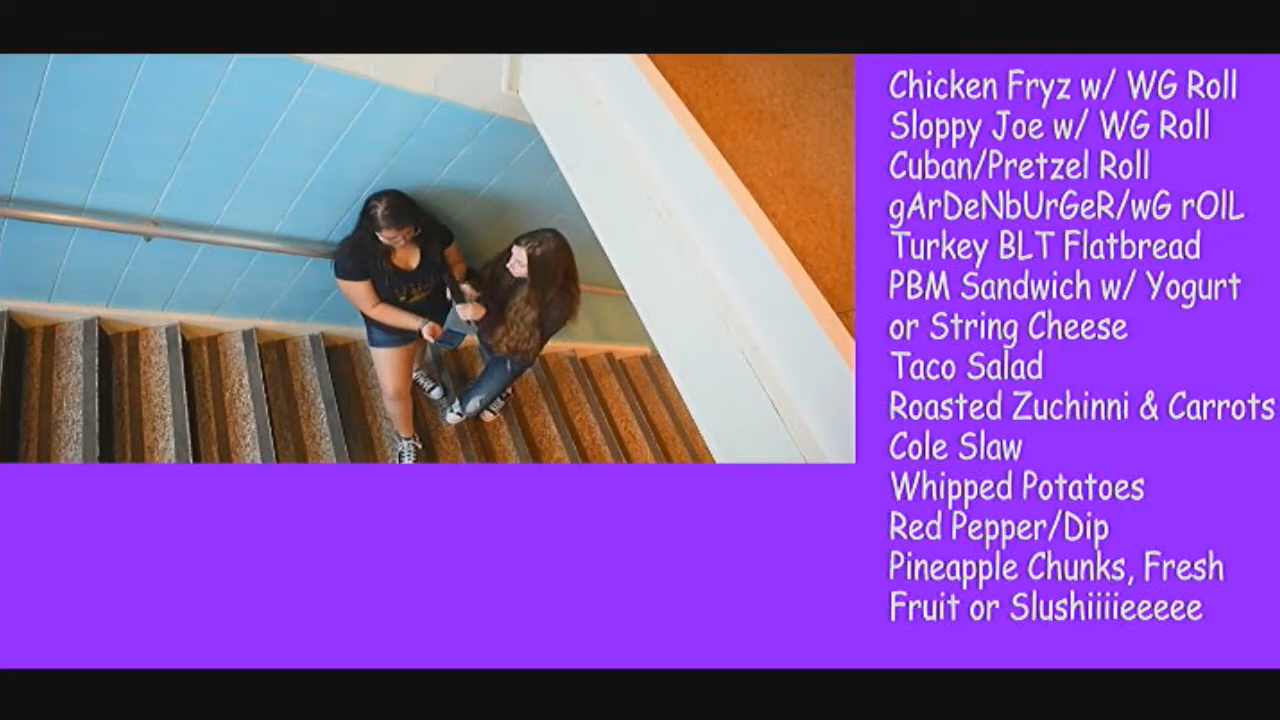 Chicken Fryz w/ WG Roll
Sloppy Joe w/ WG Roll
Cuban/Pretzel Roll
gArDeNbUrGeR/wG rOlL
Turkey BLT Flatbread
PBM Sandwich w/ Yogurt
or String Cheese
Taco Salad
Roasted Zuchinni & Carrots
Cole Slaw
Whipped Potatoes
Red Pepper/Dip
Pineapple Chunks, Fresh
Fruit or Slushiiiieeeee